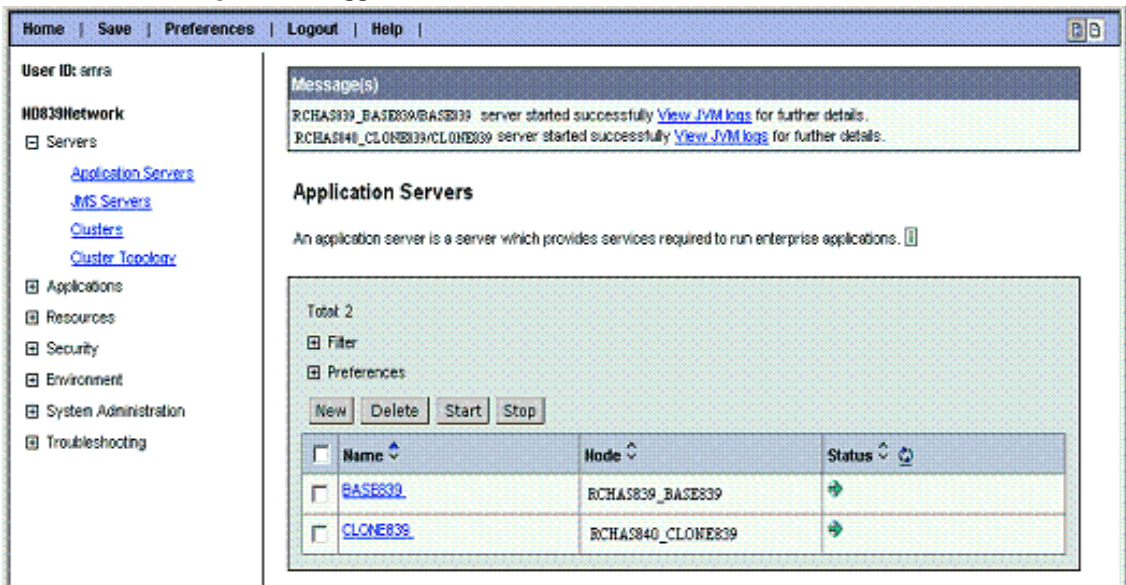 Home | Save | Preferences | Logout | Help |
User ID: amra
ND839Network
Servers
Application Servers
JMS Servers
Clusters
Cluster Topology
Applications
Resources
Security
Environment
System Administration
Troubleshooting
Message(s)
RCHAS839_BASE839/BASE839 server started successfully View JVM logs for further details.
RCHAS840_CLONE839/CLONE839 server started successfully View JVM logs for further details.
Application Servers
An application server is a server which provides services required to run enterprise applications.
Total: 2
Filter
Preferences
New Delete Start Stop
Name Node Status
BASE839 RCHAS839_BASE839
CLONE839 RCHAS840_CLONE839